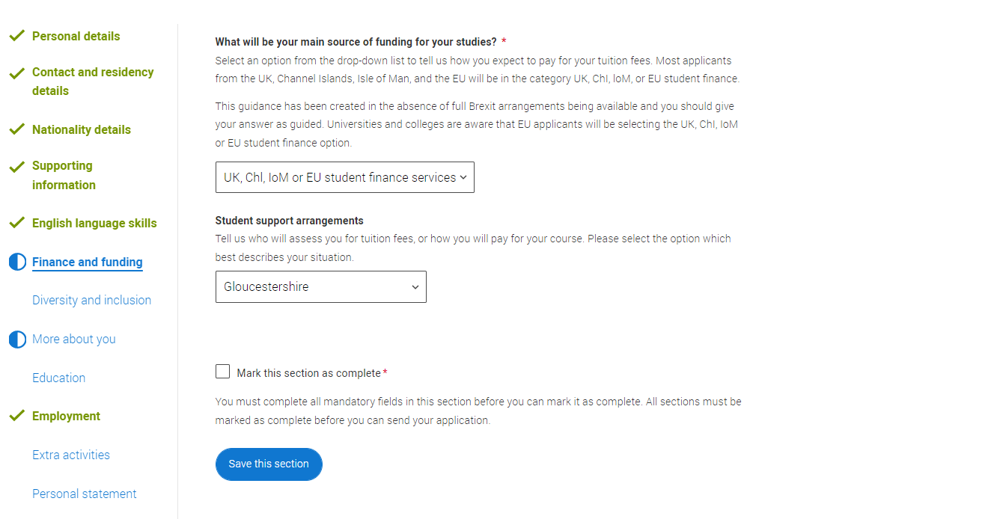 Personal details
Contact and residency
details
Nationality details
Supporting
information
English language skills
Finance and funding
Diversity and inclusion
More about you
Education
Employment
Extra activities
Personal statement
What will be your main source of funding for your studies? *
Select an option from the drop-down list to tell us how you expect to pay for your tuition fees. Most applicants
from the UK, Channel Islands, Isle of Man, and the EU will be in the category UK, ChI, IoM, or EU student finance.
This guidance has been created in the absence of full Brexit arrangements being available and you should give
your answer as guided. Universities and colleges are aware that EU applicants will be selecting the UK, ChI, IoM
or EU student finance option.
UK, ChI, IoM or EU student finance services
Student support arrangements
Tell us who will assess you for tuition fees, or how you will pay for your course. Please select the option which
best describes your situation.
Gloucestershire
Mark this section as complete*
You must complete all mandatory fields in this section before you can mark it as complete. All sections must be
marked as complete before you can send your application.
Save this section